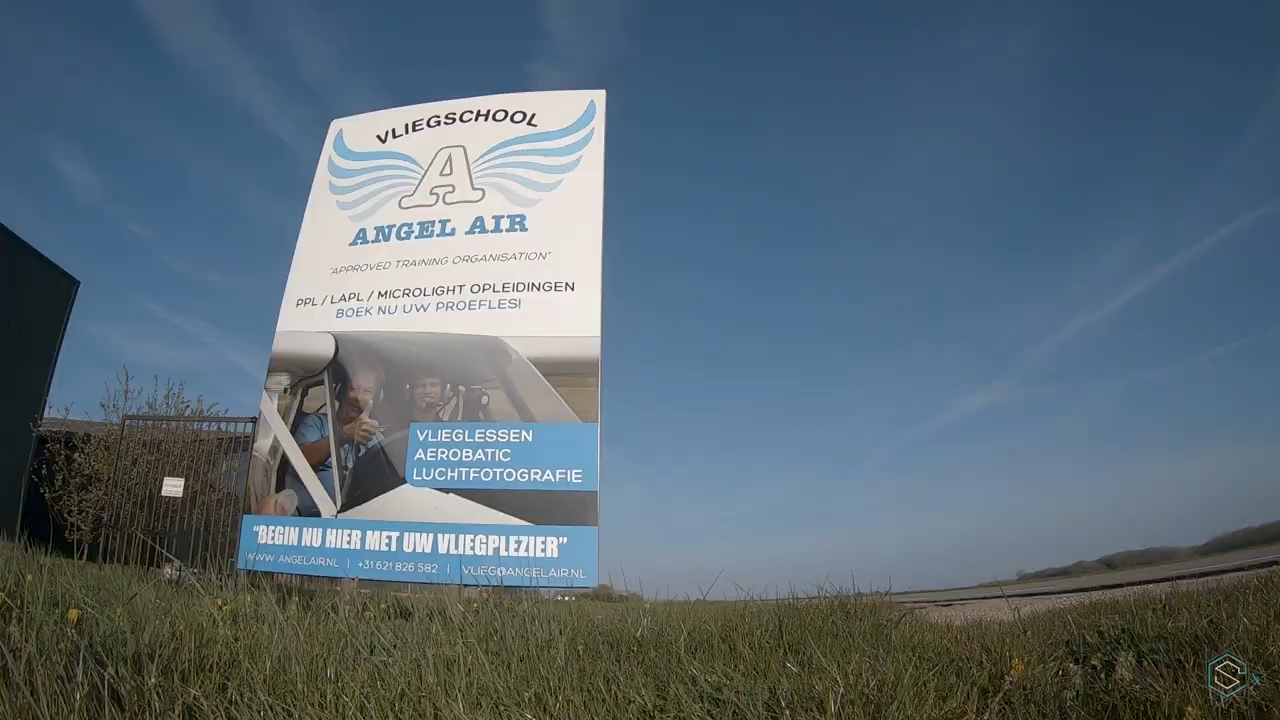 VLIEGSCHOOL
A
ANGEL AIR
"APPROVED TRAINING ORGANISATION"
PPL / LAPL / MICROLIGHT OPLEIDINGEN
BOEK NU UW PROEFLES!
VLIEGLESSEN
AEROBATIC
LUCHTFOTOGRAFIE
"BEGIN NU HIER MET UW VLIEGPLEZIER"
WWW.ANGELAIR.NL | +31 621 826 582 | VLIEG@ANGELAIR.NL